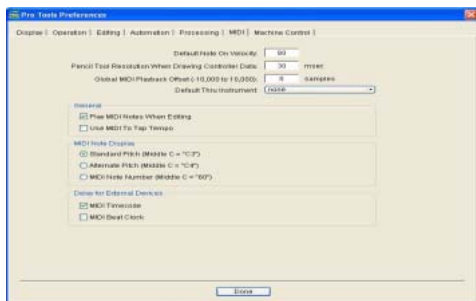 Pro Tools Preferences
Display | Operation | Editing | Automation | Processing | MIDI | Machine Control |
Default Note On Velocity: 80
Pencil Tool Resolution When Drawing Controller Data: 30 msec
Global MIDI Playback Offset (-10,000 to 10,000): 0 samples
Default Thru Instrument: none
General
Play MIDI Notes When Editing
Use MIDI To Tap Tempo
MIDI Note Display
Standard Pitch (Middle C = "C3")
Alternate Pitch (Middle C = "C4")
MIDI Note Number (Middle C = "60")
Delay for External Devices
MIDI Timecode
MIDI Beat Clock
Done